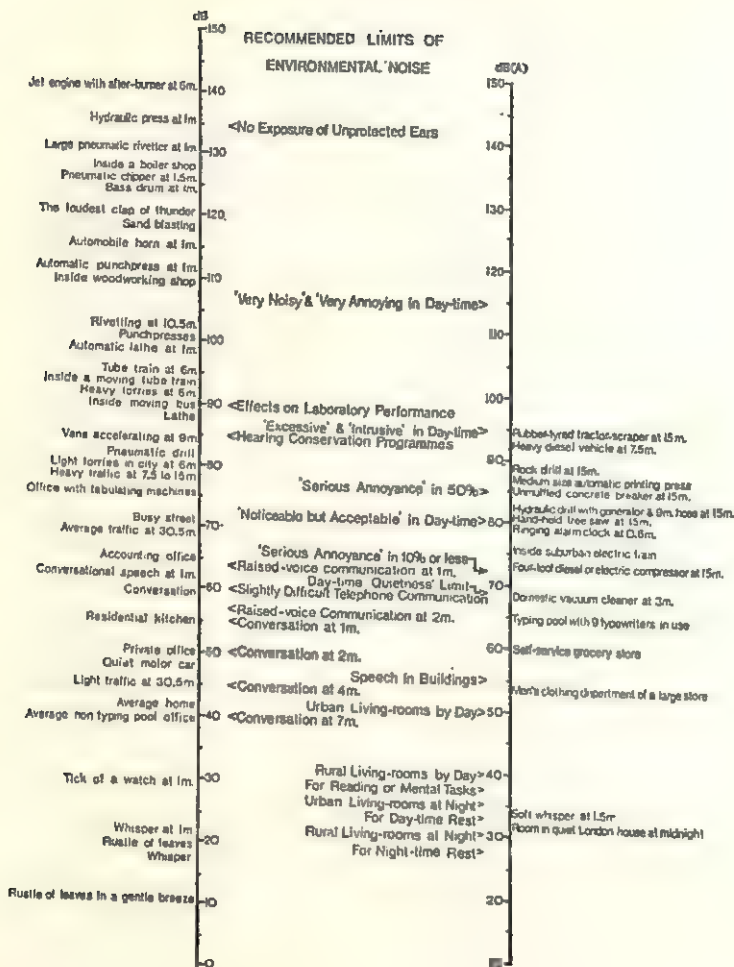 dB
150
RECOMMENDED LIMITS OF
ENVIRONMENTAL NOISE
dB(A)
150
Jet engine with after-burner at 6m.
140
Hydraulic press at 1m
<No Exposure of Unprotected Ears
140
Large pneumatic rivetter at 1m.
130
Inside a boiler shop
Pneumatic chipper at 1.5m.
Bass drum at 1m.
130
The loudest clap of thunder
120
Sand blasting
Automobile horn at 1m.
120
Automatic punchpress at 1m.
Inside woodworking shop
110
'Very Noisy' & 'Very Annoying in Day-time>
110
Rivetting at 10.5m.
Punchpresses
100
Automatic lathe at 1m.
Tube train at 6m
Inside a moving tube train
Heavy lorries at 6m
100
Inside moving bus
90
<Effects on Laboratory Performance
Lathe
'Excessive' & 'Intrusive' in Day-time>
Rubber-tyred tractor-scraper at 15m.
Vans accelerating at 9m.
<Hearing Conservation Programmes
Heavy diesel vehicle at 7.5m.
Pneumatic drill
Light lorries in city at 6m
80
90
Heavy traffic at 7.5 to 15m
Rock drill at 15m.
Medium size automatic printing press
Office with tabulating machines
'Serious Annoyance' in 50%>
Unmuffled concrete breaker at 15m.
Hydraulic drill with generator & 9m. hose at 15m.
Busy street
70
'Noticeable but Acceptable' in Day-time>
80
Hand-held tree saw at 15m.
Average traffic at 30.5m.
Ringing alarm clock at 0.6m.
Accounting office
'Serious Annoyance' in 10% or less
Inside suburban electric train
Conversational speech at 1m.
<Raised-voice communication at 1m.
Four-tool diesel or electric compressor at 15m.
Day-time 'Quietness' Limit
70
Conversation
60
<Slightly Difficult Telephone Communication
Domestic vacuum cleaner at 3m.
Residential kitchen
<Raised-voice Communication at 2m.
<Conversation at 1m.
Typing pool with 9 typewriters in use
Private office
50
<Conversation at 2m.
60
Self-service grocery store
Quiet motor car
Light traffic at 30.5m
Speech in Buildings>
<Conversation at 4m.
Men's clothing department of a large store
Average home
Urban Living-rooms by Day>
50
Average non typing pool office
40
<Conversation at 7m.
Tick of a watch at 1m.
30
Rural Living-rooms by Day>
40
For Reading or Mental Tasks>
Urban Living-rooms at Night>
For Day-time Rest>
Soft whisper at 1.5m
Whisper at 1m
20
Rural Living-rooms at Night>
30
Room in quiet London house at midnight
Rustle of leaves
Whisper
For Night-time Rest>
Rustle of leaves in a gentle breeze
10
20
0